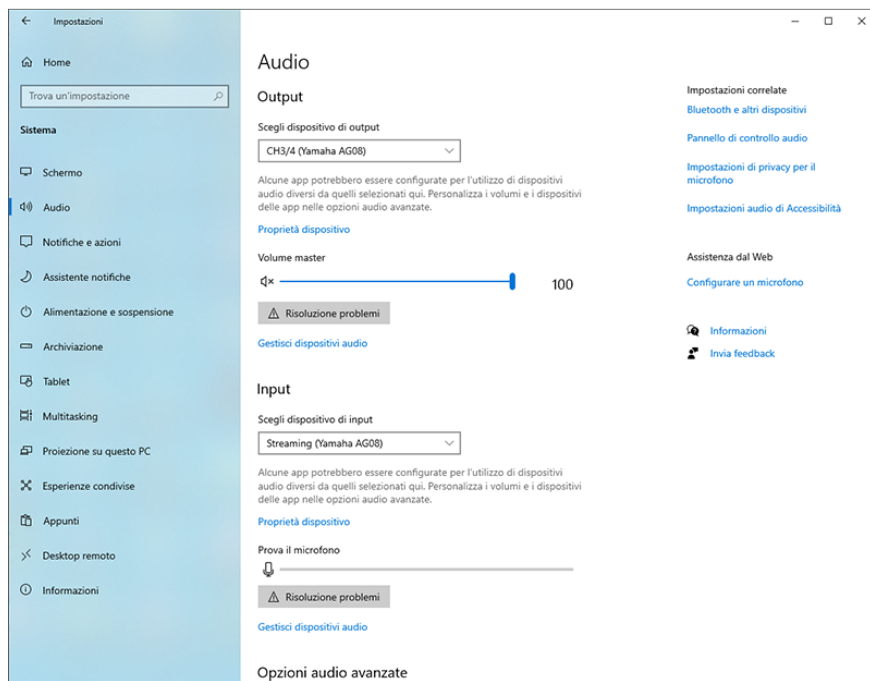 Impostazioni
Home
Trova un'impostazione
Sistema
Schermo
Audio
Notifiche e azioni
Assistente notifiche
Alimentazione e sospensione
Archiviazione
Tablet
Multitasking
Proiezione su questo PC
Esperienze condivise
Appunti
Desktop remoto
Informazioni
Audio
Output
Scegli dispositivo di output
CH3/4 (Yamaha AG08)
Alcune app potrebbero essere configurate per l'utilizzo di dispositivi
audio diversi da quelli selezionati qui. Personalizza i volumi e i dispositivi
delle app nelle opzioni audio avanzate.
Proprietà dispositivo
Volume master
100
Risoluzione problemi
Gestisci dispositivi audio
Input
Scegli dispositivo di input
Streaming (Yamaha AG08)
Alcune app potrebbero essere configurate per l'utilizzo di dispositivi
audio diversi da quelli selezionati qui. Personalizza i volumi e i dispositivi
delle app nelle opzioni audio avanzate.
Proprietà dispositivo
Prova il microfono
Risoluzione problemi
Gestisci dispositivi audio
Opzioni audio avanzate
Impostazioni correlate
Bluetooth e altri dispositivi
Pannello di controllo audio
Impostazioni di privacy per il
microfono
Impostazioni audio di Accessibilità
Assistenza dal Web
Configurare un microfono
Informazioni
Invia feedback